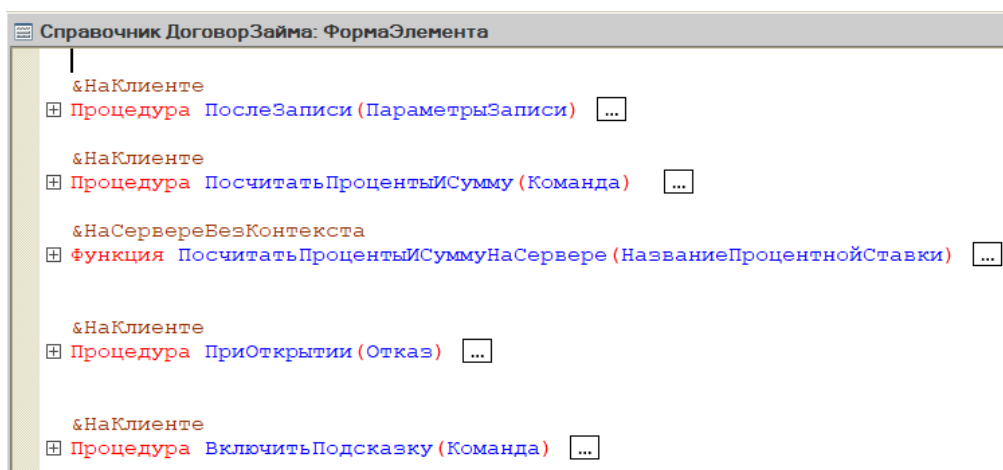 Справочник ДоговорЗайма: ФормаЭлемента
&НаКлиенте
Процедура ПослеЗаписи(ПараметрыЗаписи) ...
&НаКлиенте
Процедура ПосчитатьПроцентыИСумму(Команда) ...
&НаСервереБезКонтекста
Функция ПосчитатьПроцентыИСуммуНаСервере(НазваниеПроцентнойСтавки) ...
&НаКлиенте
Процедура ПриОткрытии(Отказ) ...
&НаКлиенте
Процедура ВключитьПодсказку(Команда) ...